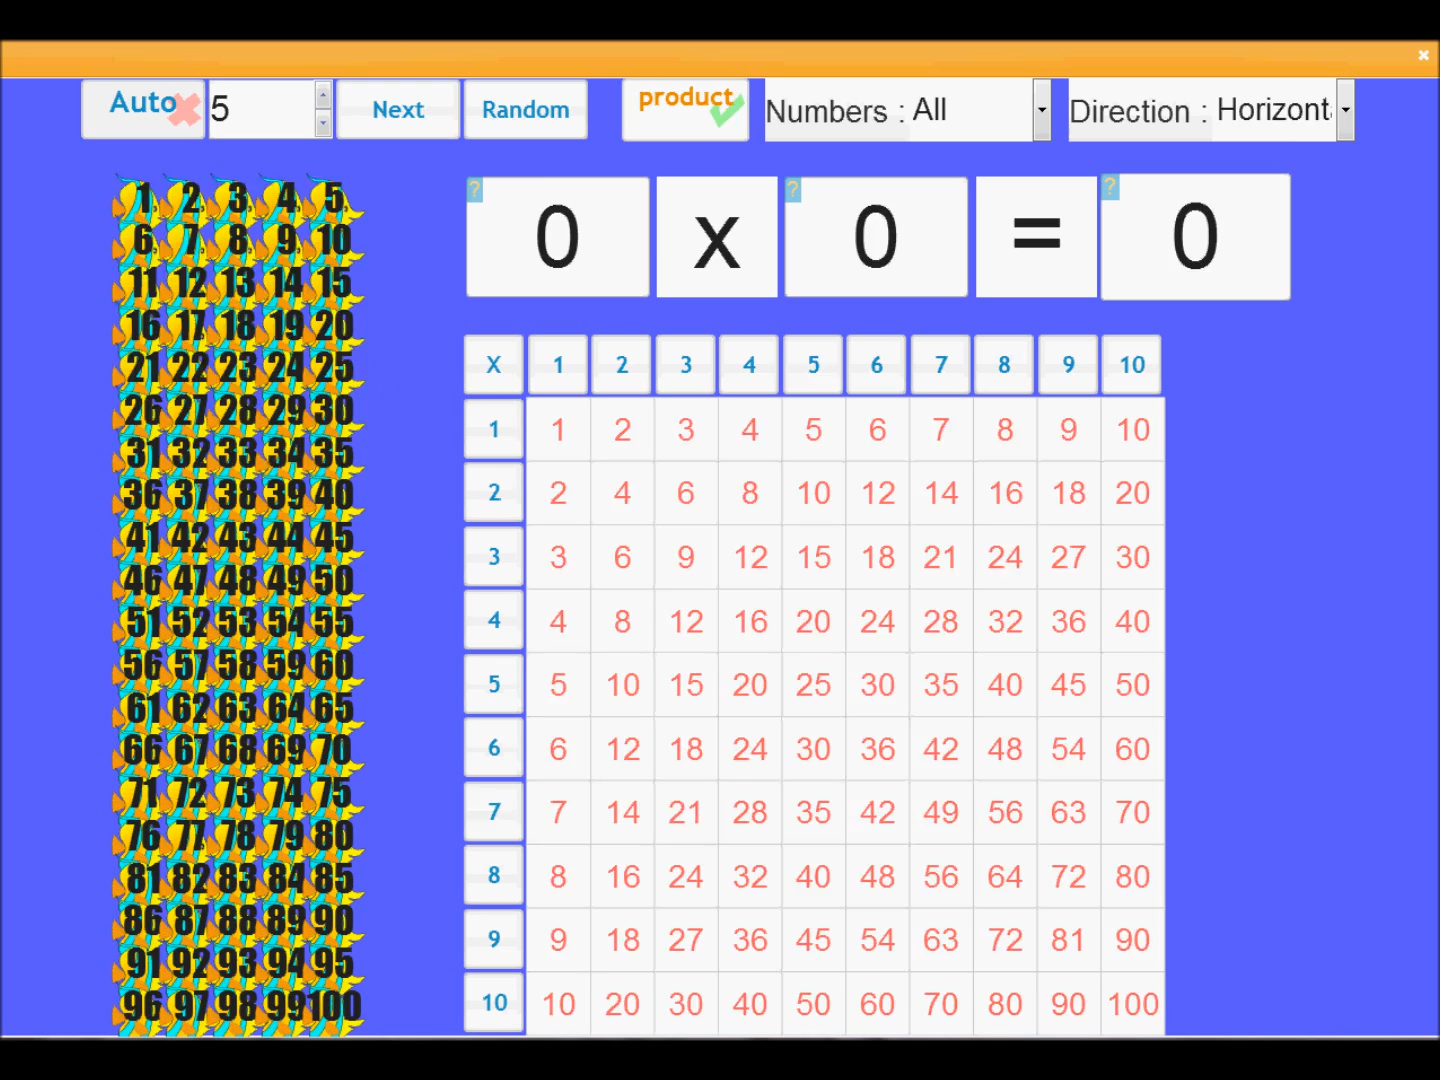 Auto 5 Next Random product Numbers : All Direction : Horizont
1 2 3 4 5
6 7 8 9 10
11 12 13 14 15
16 17 18 19 20
21 22 23 24 25
26 27 28 29 30
31 32 33 34 35
36 37 38 39 40
41 42 43 44 45
46 47 48 49 50
51 52 53 54 55
56 57 58 59 60
61 62 63 64 65
66 67 68 69 70
71 72 73 74 75
76 77 78 79 80
81 82 83 84 85
86 87 88 89 90
91 92 93 94 95
96 97 98 99 100
? 0 x ? 0 = ? 0
X 1 2 3 4 5 6 7 8 9 10
1 1 2 3 4 5 6 7 8 9 10
2 2 4 6 8 10 12 14 16 18 20
3 3 6 9 12 15 18 21 24 27 30
4 4 8 12 16 20 24 28 32 36 40
5 5 10 15 20 25 30 35 40 45 50
6 6 12 18 24 30 36 42 48 54 60
7 7 14 21 28 35 42 49 56 63 70
8 8 16 24 32 40 48 56 64 72 80
9 9 18 27 36 45 54 63 72 81 90
10 10 20 30 40 50 60 70 80 90 100